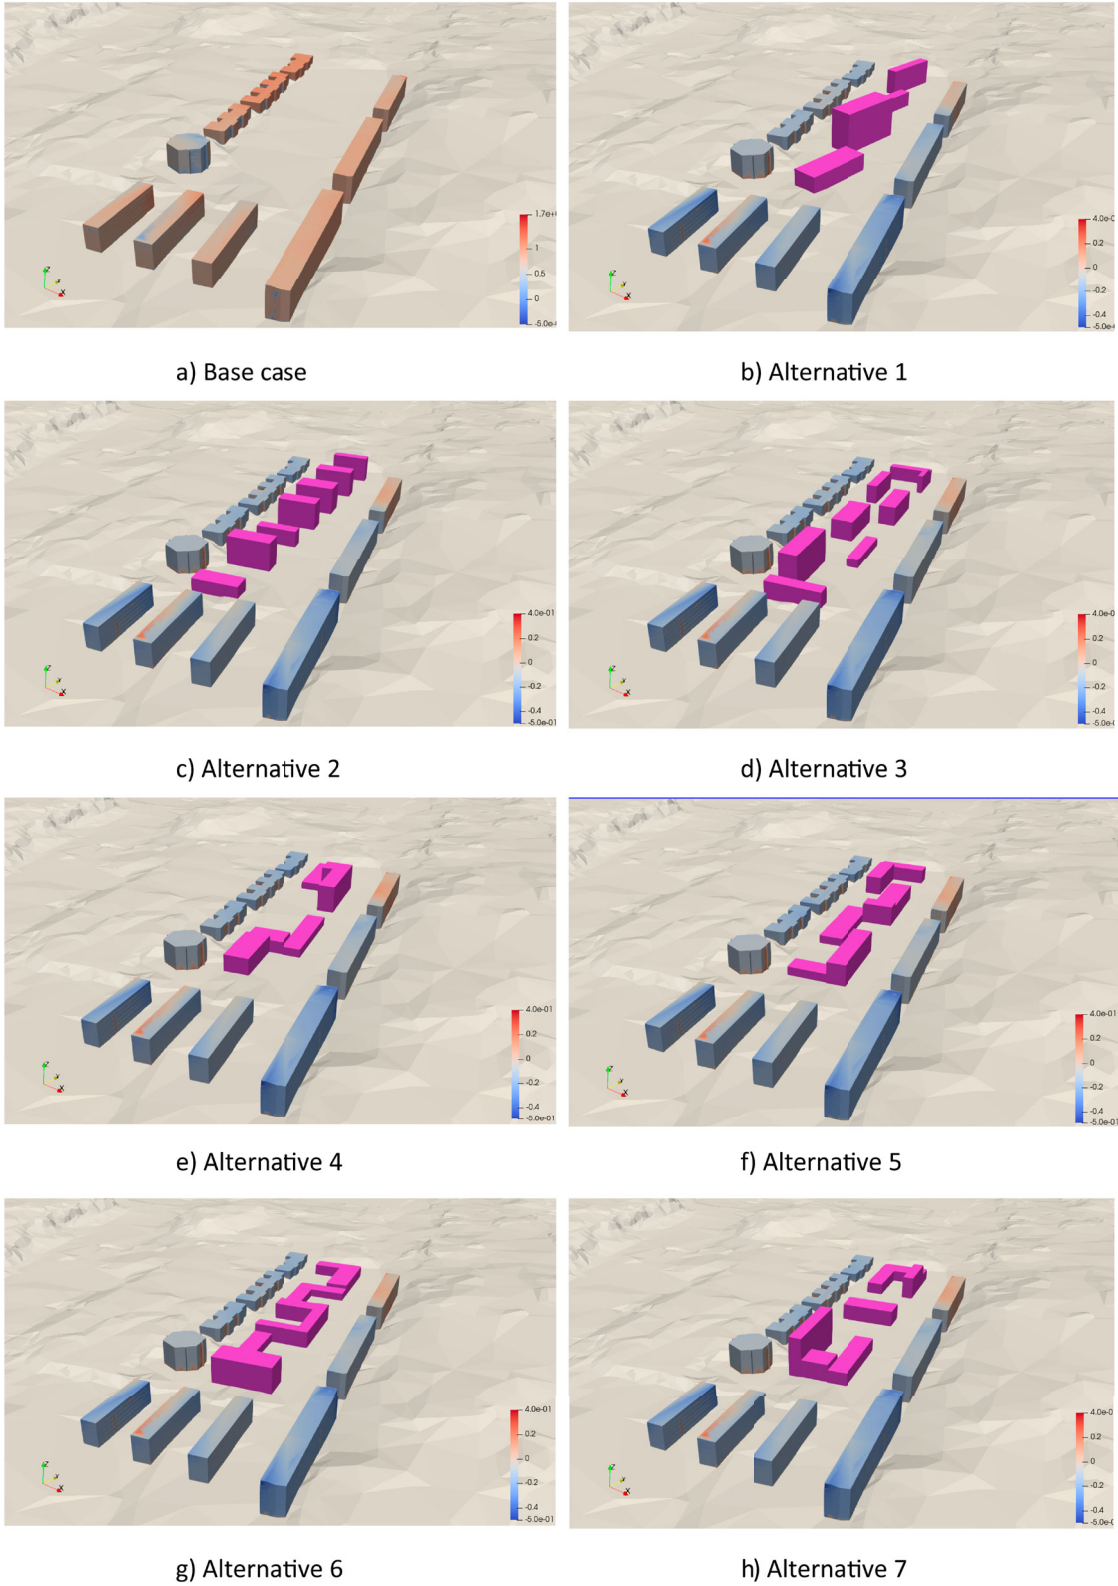 1.7e+
1
0.5
0
-5.0e-
Z
Y
X
a) Base case
4.0e-0
0.2
0
-0.2
-0.4
-5.0e-
Z
Y
X
b) Alternative 1
4.0e-01
0.2
0
-0.2
-0.4
-5.0e-01
Z
Y
X
c) Alternative 2
4.0e-0
0.2
0
-0.2
-0.4
-5.0e-
Z
Y
X
d) Alternative 3
4.0e-01
0.2
0
-0.2
-0.4
-5.0e-01
Z
Y
X
e) Alternative 4
4.0e-01
0.2
0
-0.2
-0.4
-5.0e-01
Z
Y
X
f) Alternative 5
4.0e-01
0.2
0
-0.2
-0.4
-5.0e-01
Z
Y
X
g) Alternative 6
4.0e-0
0.2
0
-0.2
-0.4
-5.0e-
Z
Y
X
h) Alternative 7